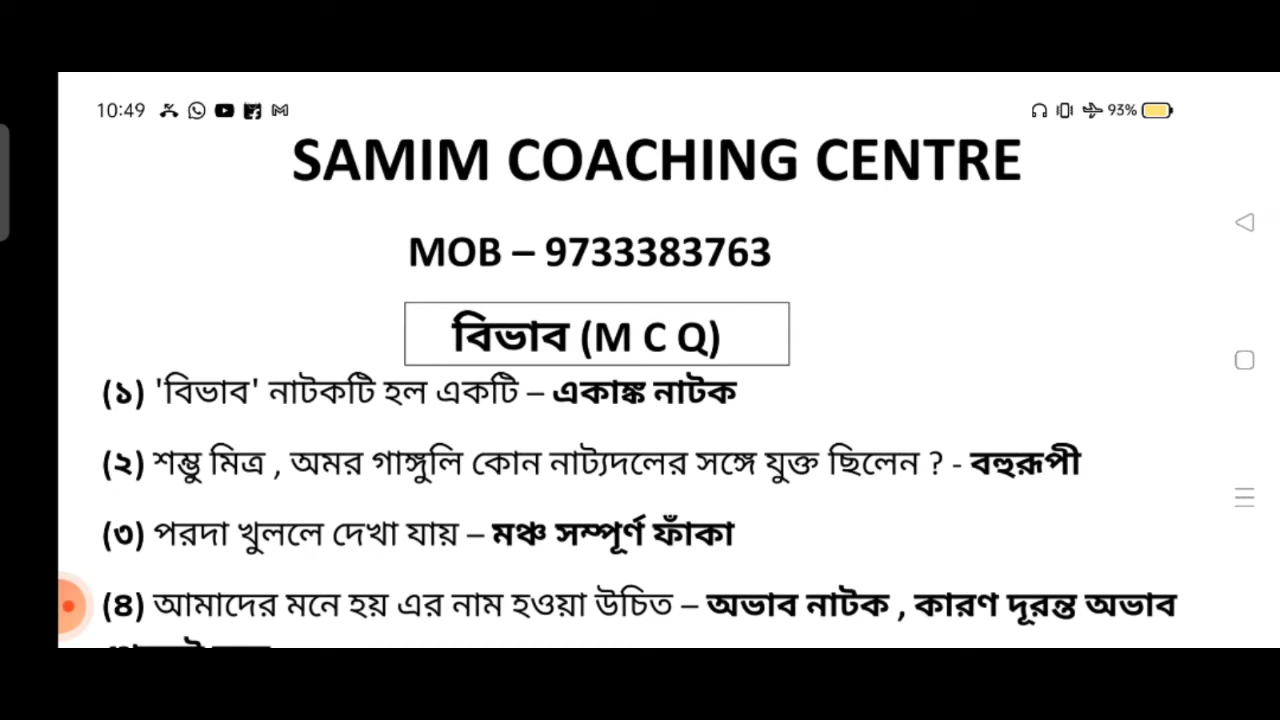 10:49
93%
SAMIM COACHING CENTRE
MOB – 9733383763
বিভাব (M C Q)
(১) 'বিভাব' নাটকটি হল একটি – একাঙ্ক নাটক
(২) শম্ভু মিত্র , অমর গাঙ্গুলি কোন নাট্যদলের সঙ্গে যুক্ত ছিলেন ? - বহুরূপী
(৩) পরদা খুললে দেখা যায় – মঞ্চ সম্পূর্ণ ফাঁকা
(৪) আমাদের মনে হয় এর নাম হওয়া উচিত – অভাব নাটক , কারণ দূরন্ত অভাব